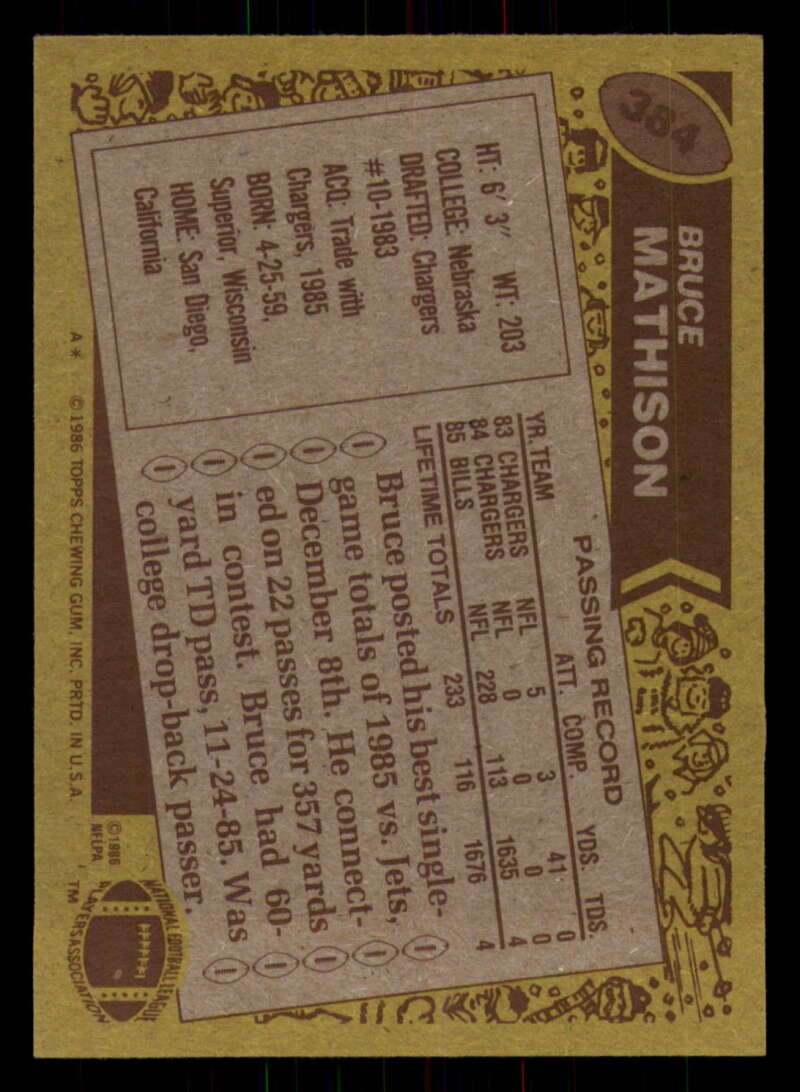 384
BRUCE
MATHISON
HT: 6' 3" WT: 203
COLLEGE: Nebraska
DRAFTED: Chargers
#10-1983
ACQ: Trade with
Chargers, 1985
BORN: 4-25-59,
Superior, Wisconsin
HOME: San Diego,
California
PASSING RECORD
YR. TEAM ATT. COMP. YDS. TDS.
83 CHARGERS NFL 5 3 41 0
84 CHARGERS NFL 0 0 0 0
85 BILLS NFL 228 113 1635 4
LIFETIME TOTALS 233 116 1676 4
Bruce posted his best single-
game totals of 1985 vs. Jets,
December 8th. He connect-
ed on 22 passes for 357 yards
in contest. Bruce had 60-
yard TD pass, 11-24-85. Was
college drop-back passer.
A* ©1986 TOPPS CHEWING GUM, INC. PRTD. IN U.S.A.
©1986
NFLPA
NATIONAL FOOTBALL LEAGUE
PLAYERS ASSOCIATION
TM